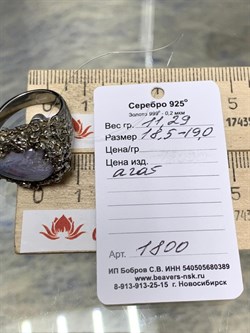 Серебро 925°
Золото 999° - 0,2 мкм
Вес гр. 11,29
Размер 18,5-19,0
Цена/гр
Цена изд.
агат
Арт. 1800
ИП Бобров С.В. ИНН 540505680389
www.beavers-nsk.ru
8-913-913-25-15 г. Новосибирск